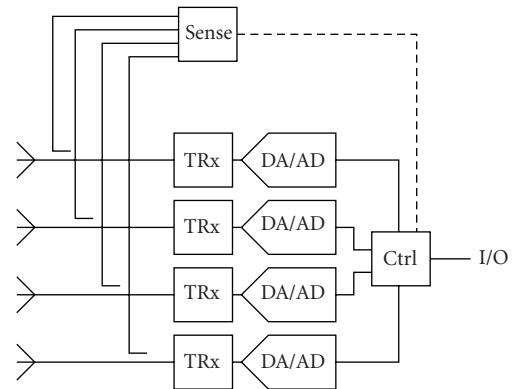 Sense
TRx
DA/AD
TRx
DA/AD
Ctrl
I/O
TRx
DA/AD
TRx
DA/AD